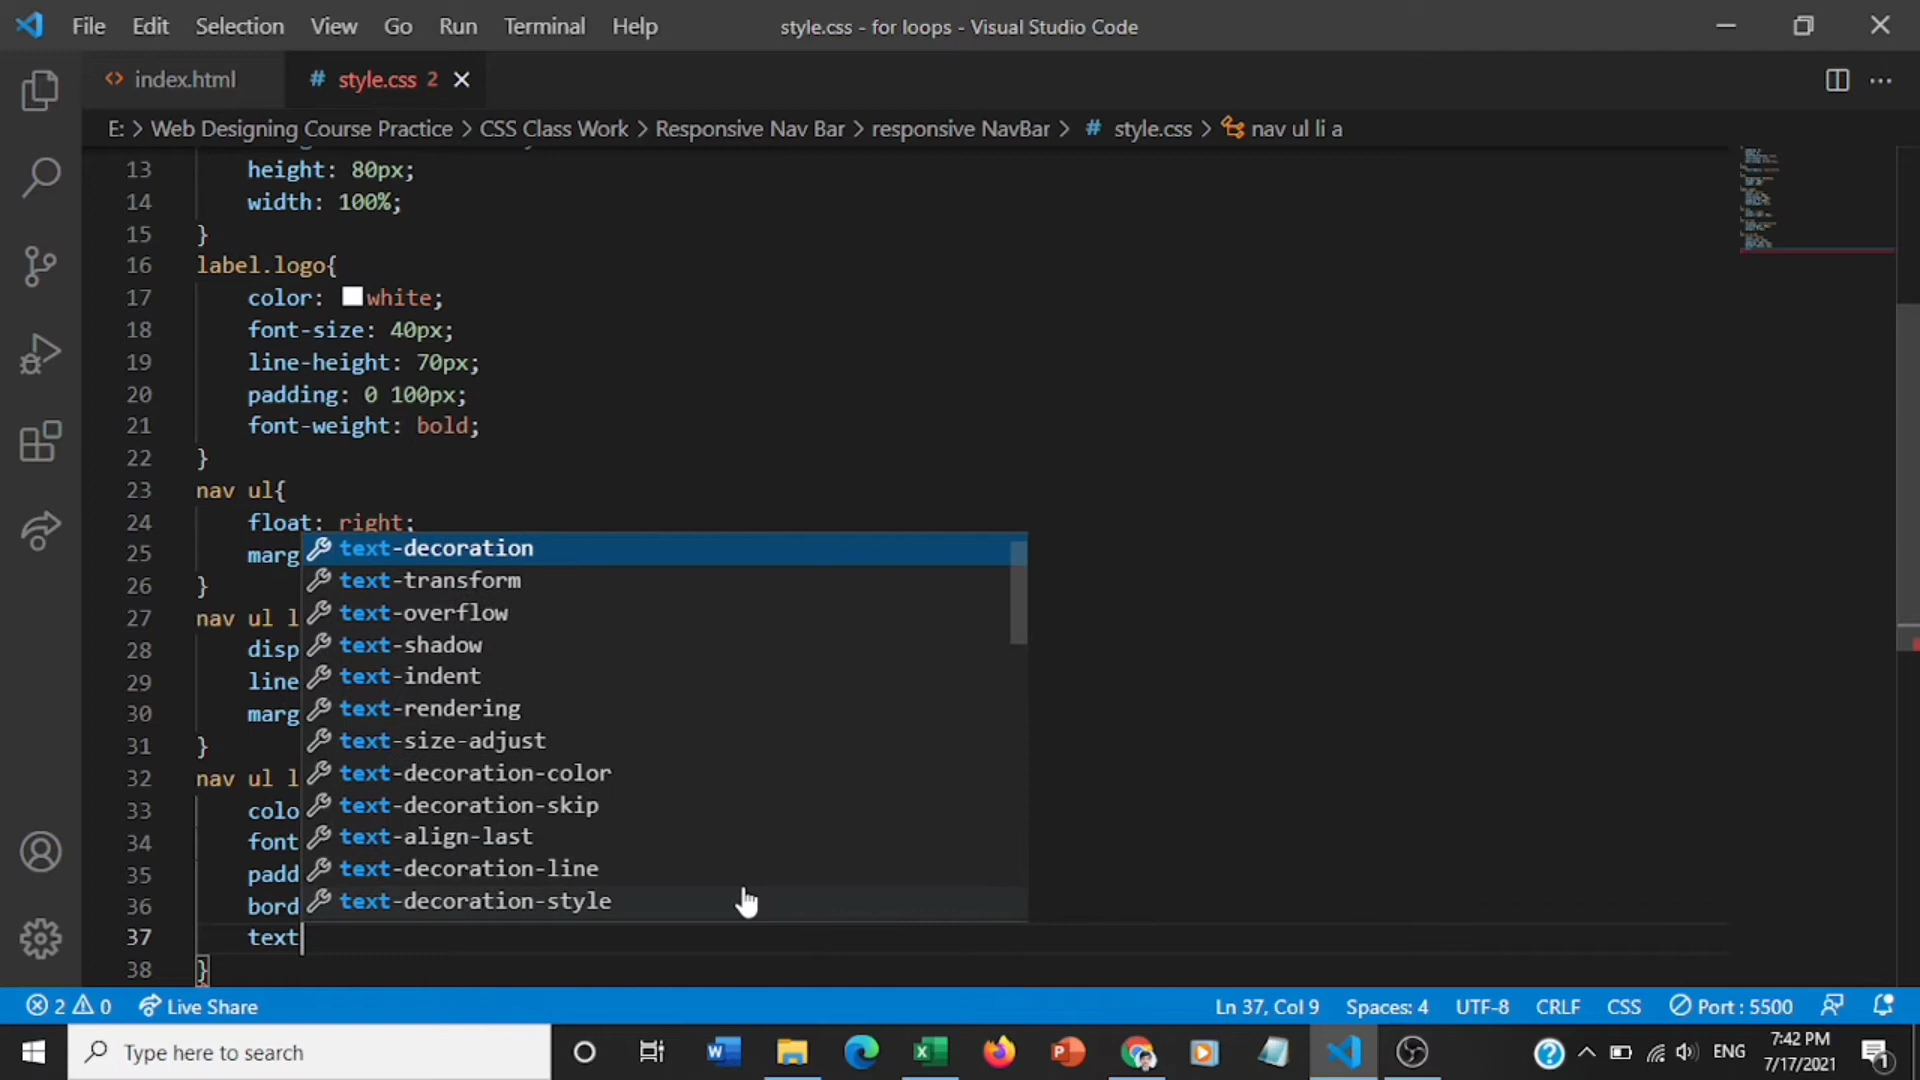 File Edit Selection View Go Run Terminal Help style.css - for loops - Visual Studio Code
index.html # style.css 2
E: > Web Designing Course Practice > CSS Class Work > Responsive Nav Bar > responsive NavBar > # style.css > nav ul li a
13 height: 80px;
14 width: 100%;
15 }
16 label.logo{
17 color: white;
18 font-size: 40px;
19 line-height: 70px;
20 padding: 0 100px;
21 font-weight: bold;
22 }
23 nav ul{
24 float: right;
25 marg
26 }
27 nav ul l
28 disp
29 line
30 marg
31 }
32 nav ul l
33 colo
34 font
35 padd
36 bord
37 text
38 }
text-decoration
text-transform
text-overflow
text-shadow
text-indent
text-rendering
text-size-adjust
text-decoration-color
text-decoration-skip
text-align-last
text-decoration-line
text-decoration-style
2 0 Live Share Ln 37, Col 9 Spaces: 4 UTF-8 CRLF CSS Port : 5500
Type here to search ENG 7:42 PM
7/17/2021 1